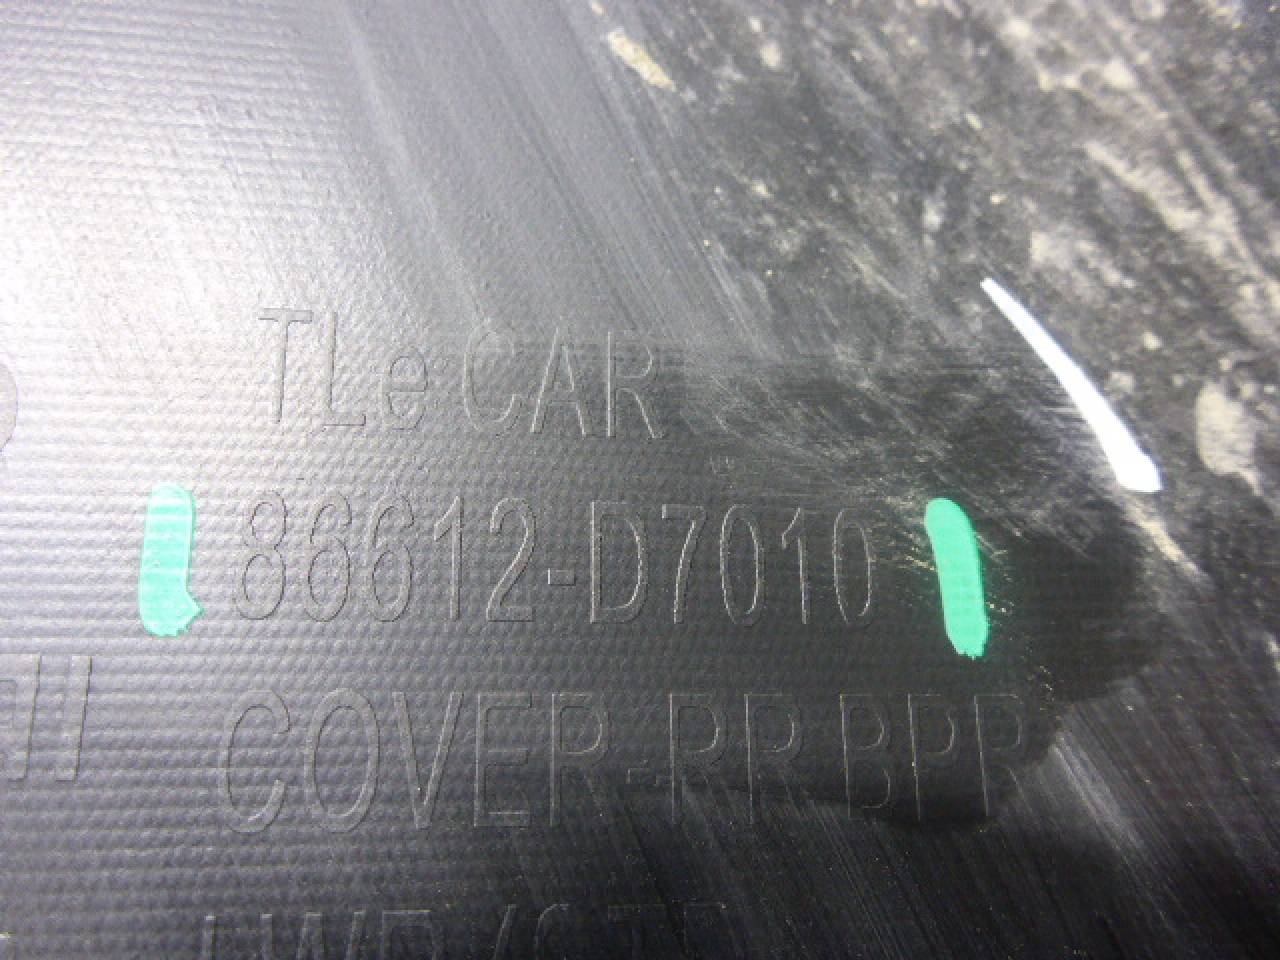 TLe CAR
86612-D7010
COVER-RR BPR